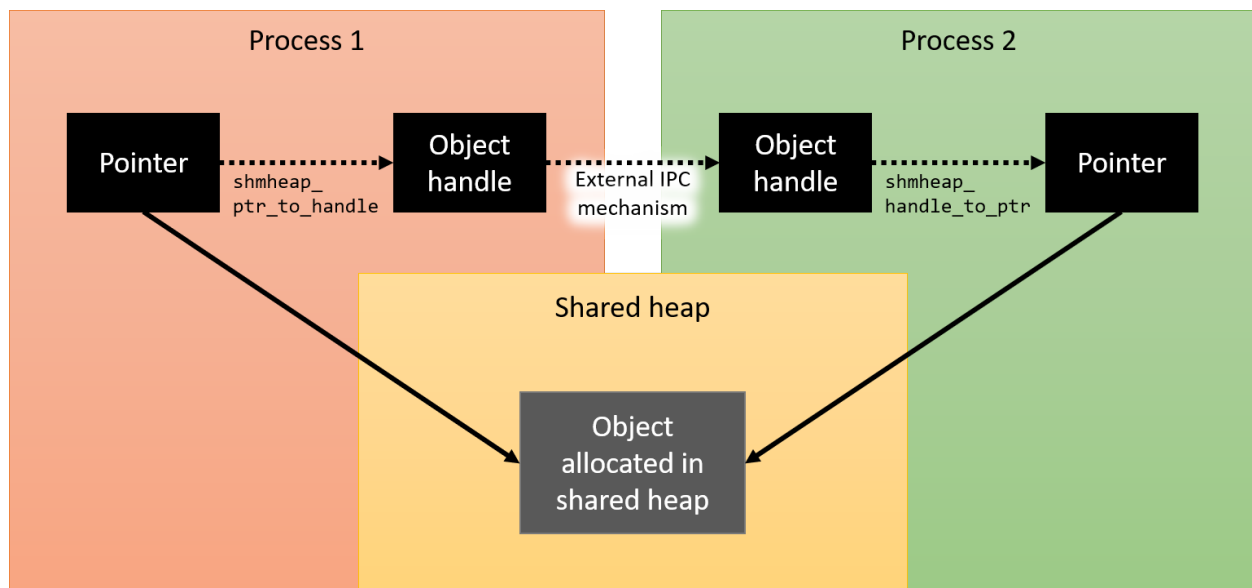 Process 1
Process 2
Pointer
shmheap_
ptr_to_handle
Object
handle
External IPC
mechanism
Object
handle
shmheap_
handle_to_ptr
Pointer
Shared heap
Object
allocated in
shared heap